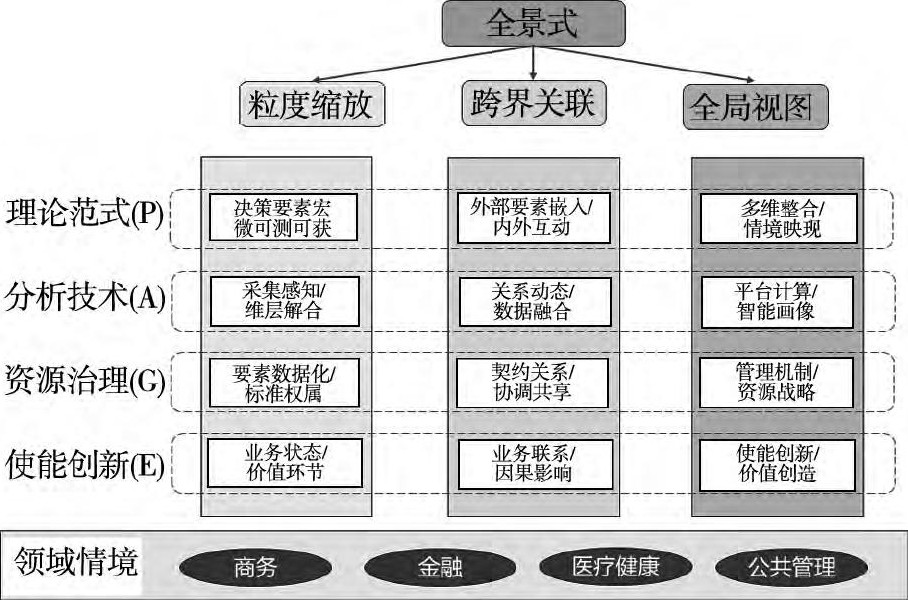 全景式
粒度缩放
跨界关联
全局视图
理论范式(P)
决策要素宏
微可测可获
外部要素嵌入/
内外互动
多维整合/
情境映现
分析技术(A)
采集感知/
维层解合
关系动态/
数据融合
平台计算/
智能画像
资源治理(G)
要素数据化/
标准权属
契约关系/
协调共享
管理机制/
资源战略
使能创新(E)
业务状态/
价值环节
业务联系/
因果影响
使能创新/
价值创造
领域情境
商务
金融
医疗健康
公共管理